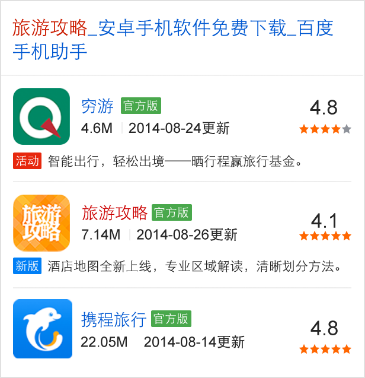 旅游攻略_安卓手机软件免费下载_百度
手机助手
穷游 官方版 4.8
4.6M 2014-08-24更新
活动 智能出行，轻松出境——晒行程赢旅行基金。
旅游攻略
旅游攻略 官方版 4.1
7.14M 2014-08-26更新
新版 酒店地图全新上线，专业区域解读，清晰划分方法。
携程旅行 官方版 4.8
22.05M 2014-08-14更新